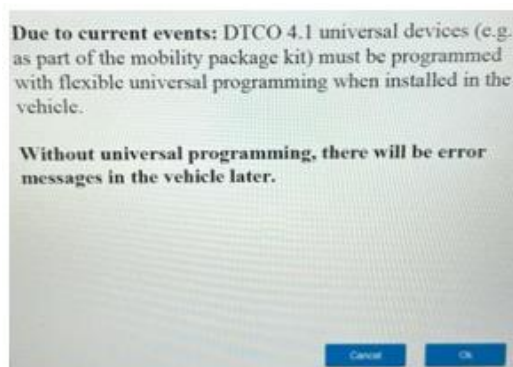 Due to current events: DTCO 4.1 universal devices (e.g.
as part of the mobility package kit) must be programmed
with flexible universal programming when installed in the
vehicle.
Without universal programming, there will be error
messages in the vehicle later.
Cancel
Ok